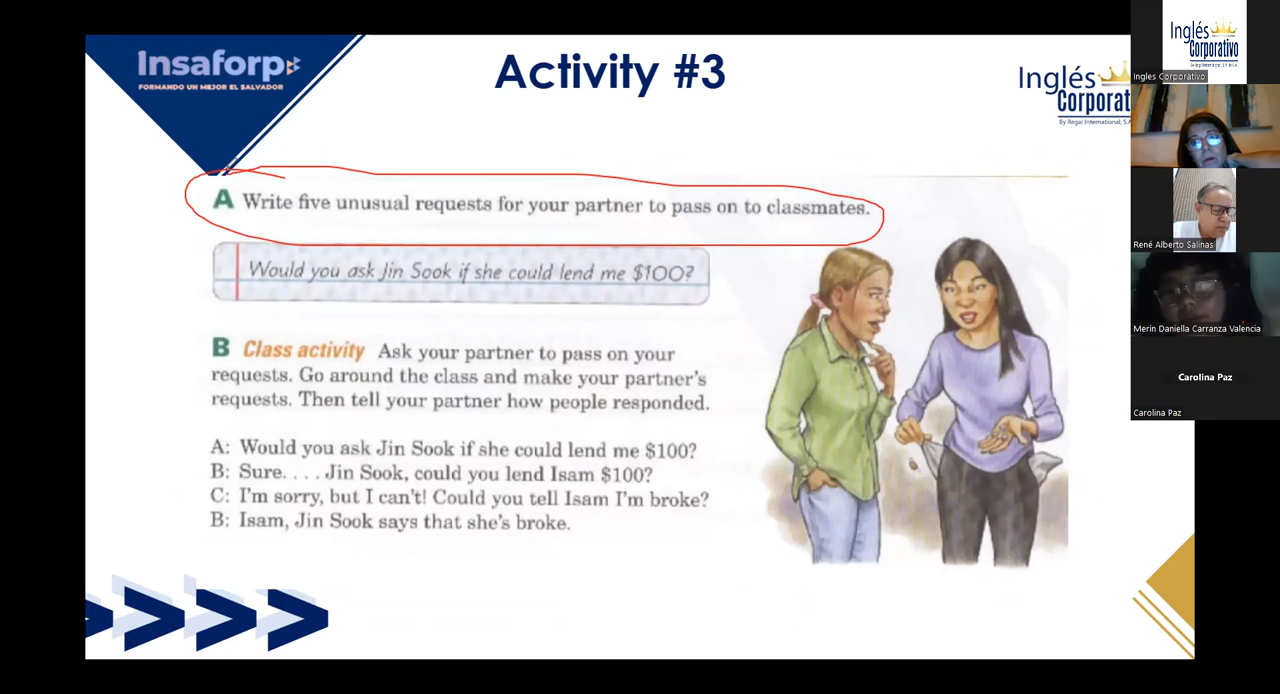 Insaforp
FORMANDO UN MEJOR EL SALVADOR
Activity #3
Inglés
Corporat
By Regal International, S.A
A Write five unusual requests for your partner to pass on to classmates.
Would you ask Jin Sook if she could lend me $100?
B Class activity Ask your partner to pass on your
requests. Go around the class and make your partner's
requests. Then tell your partner how people responded.
A: Would you ask Jin Sook if she could lend me $100?
B: Sure. . . . Jin Sook, could you lend Isam $100?
C: I'm sorry, but I can't! Could you tell Isam I'm broke?
B: Isam, Jin Sook says that she's broke.
Inglés
Corporativo
Ingles Corporativo
René Alberto Salinas
Merin Daniella Carranza Valencia
Carolina Paz
Carolina Paz